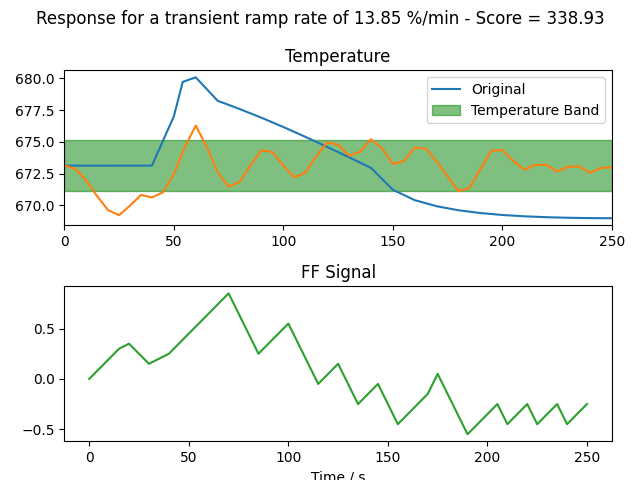 Response for a transient ramp rate of 13.85 %/min - Score = 338.93
Temperature
680.0
677.5
675.0
672.5
670.0
Original
Temperature Band
0 50 100 150 200 250
FF Signal
0.5
0.0
−0.5
0 50 100 150 200 250
Time / s